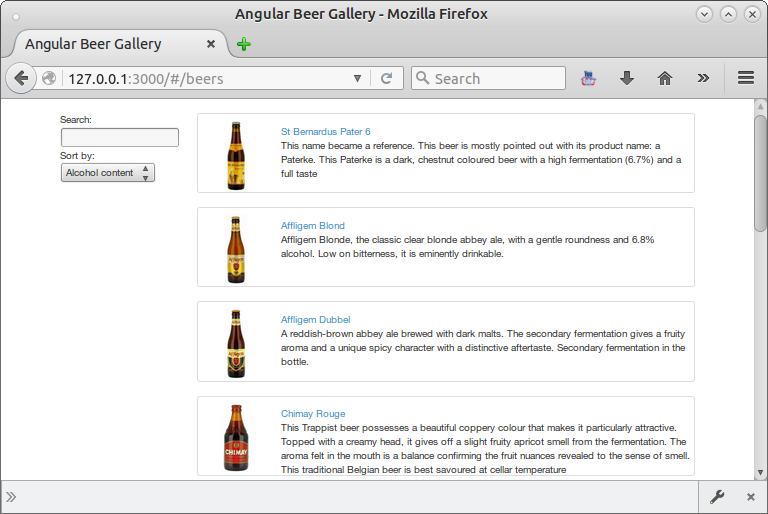 Angular Beer Gallery - Mozilla Firefox
Angular Beer Gallery
127.0.0.1:3000/#/beers
Search
Search:
Sort by:
Alcohol content
St Bernardus Pater 6
This name became a reference. This beer is mostly pointed out with its product name: a
Paterke. This Paterke is a dark, chestnut coloured beer with a high fermentation (6.7%) and a
full taste
Affligem Blond
Affligem Blonde, the classic clear blonde abbey ale, with a gentle roundness and 6.8%
alcohol. Low on bitterness, it is eminently drinkable.
Affligem Dubbel
A reddish-brown abbey ale brewed with dark malts. The secondary fermentation gives a fruity
aroma and a unique spicy character with a distinctive aftertaste. Secondary fermentation in the
bottle.
CHIMAY
Chimay Rouge
This Trappist beer possesses a beautiful coppery colour that makes it particularly attractive.
Topped with a creamy head, it gives off a slight fruity apricot smell from the fermentation. The
aroma felt in the mouth is a balance confirming the fruit nuances revealed to the sense of smell.
This traditional Belgian beer is best savoured at cellar temperature